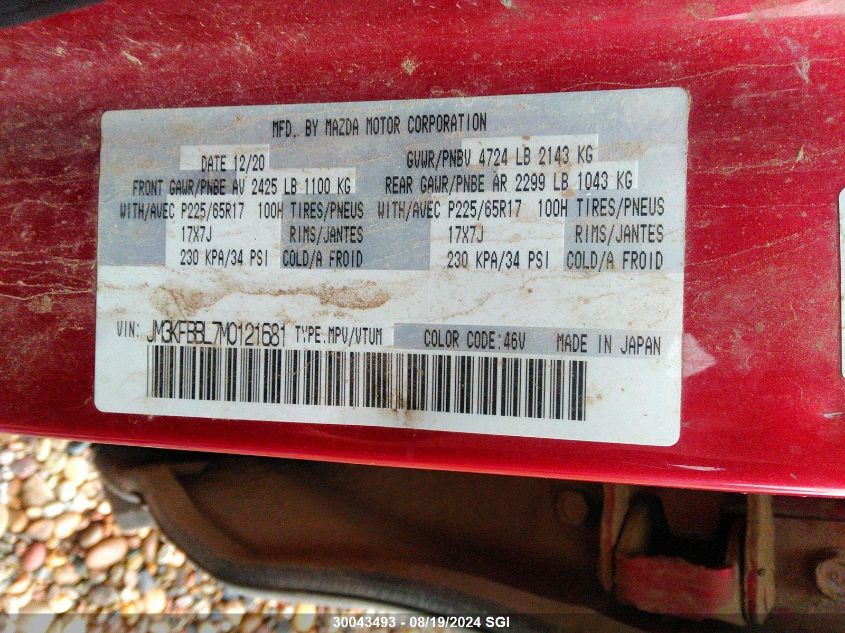 MFD. BY MAZDA MOTOR CORPORATION
DATE 12/20 GVWR/PNBV 4724 LB 2143 KG
FRONT GAWR/PNBE AV 2425 LB 1100 KG REAR GAWR/PNBE AR 2299 LB 1043 KG
WITH/AVEC P225/65R17 100H TIRES/PNEUS WITH/AVEC P225/65R17 100H TIRES/PNEUS
17X7J RIMS/JANTES 17X7J RIMS/JANTES
230 KPA/34 PSI COLD/A FROID 230 KPA/34 PSI COLD/A FROID
VIN: JM3KFBBL7M0121681 TYPE:MPV/VTUM COLOR CODE:46V MADE IN JAPAN
30043493 - 08/19/2024 SGI